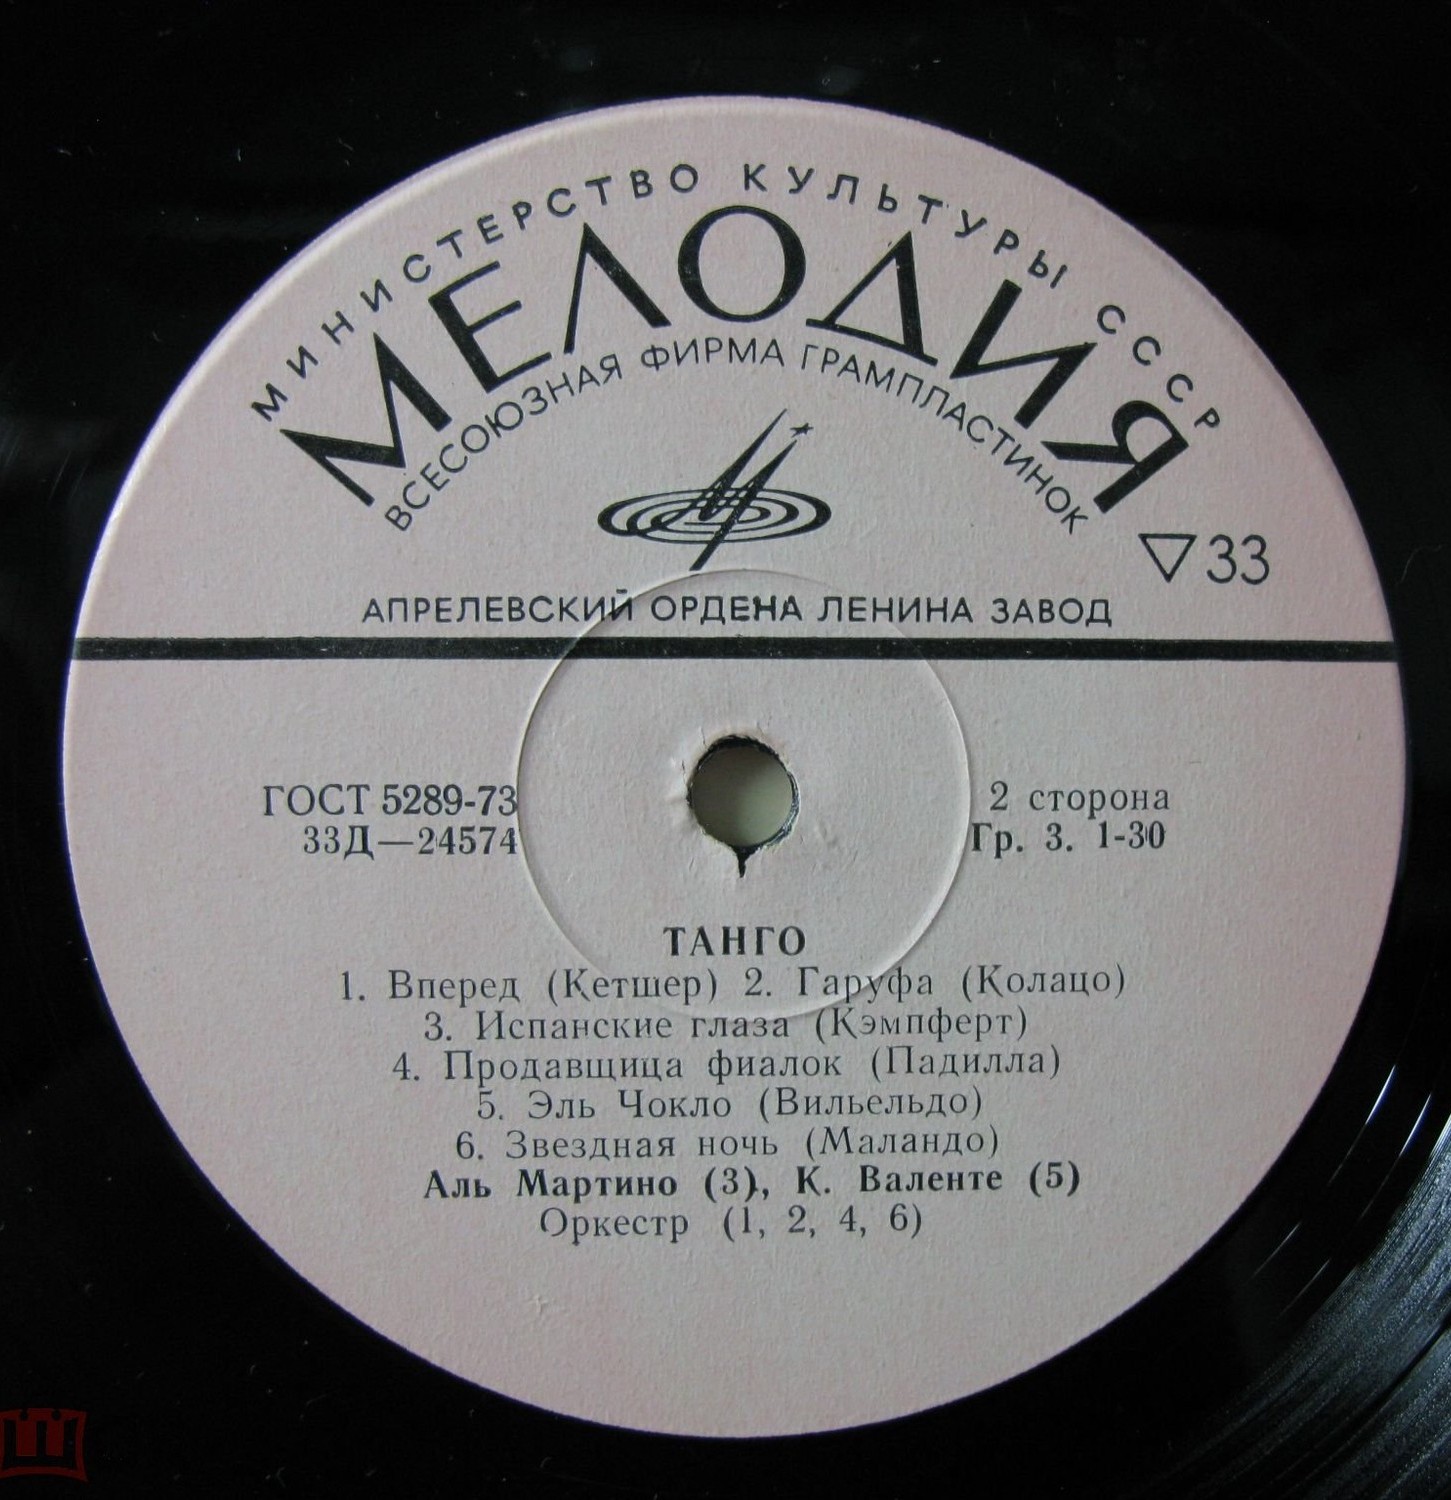 МИНИСТЕРСТВО КУЛЬТУРЫ СССР
МЕЛОДИЯ
ВСЕСОЮЗНАЯ ФИРМА ГРАМПЛАСТИНОК
33
АПРЕЛЕВСКИЙ ОРДЕНА ЛЕНИНА ЗАВОД
ГОСТ 5289-73
33Д—24574
2 сторона
Гр. 3. 1-30
ТАНГО
1. Вперед (Кетшер) 2. Гаруфа (Колацо)
3. Испанские глаза (Кэмпферт)
4. Продавщица фиалок (Падилла)
5. Эль Чокло (Вильельдо)
6. Звездная ночь (Маландо)
Аль Мартино (3), К. Валенте (5)
Оркестр (1, 2, 4, 6)